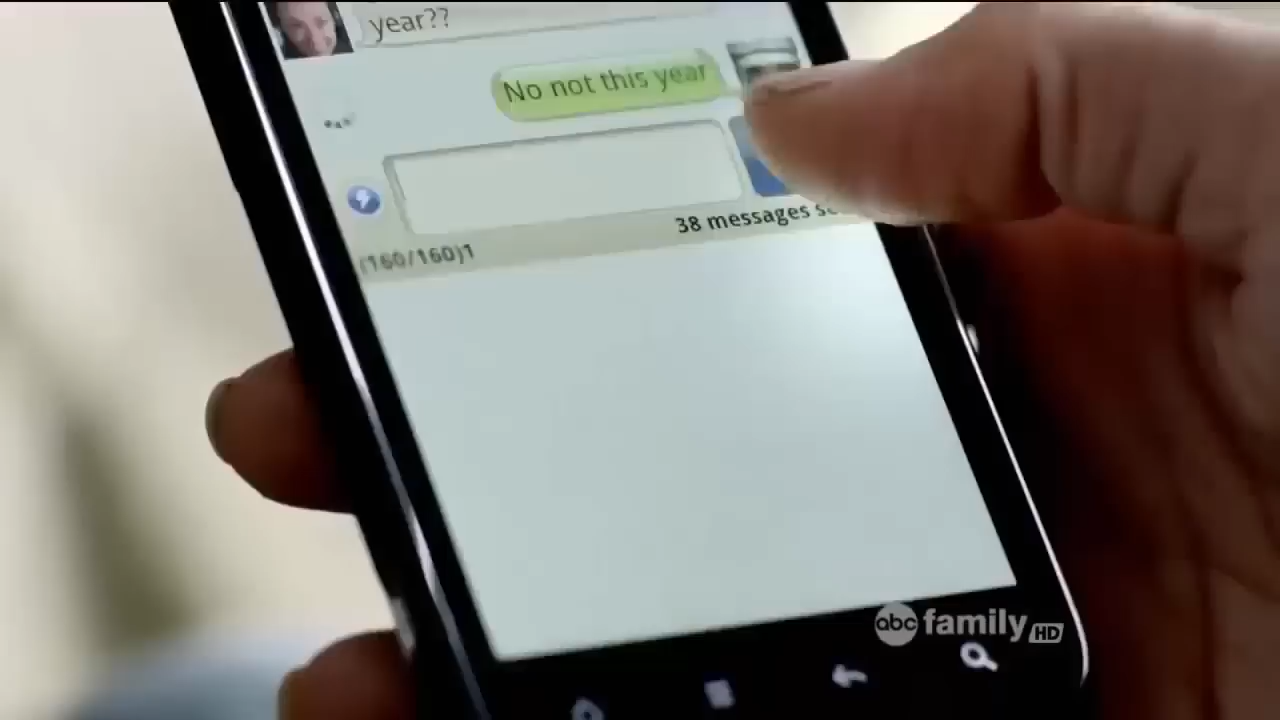 year??
No not this year
38 messages
(160/160)1
abc family HD